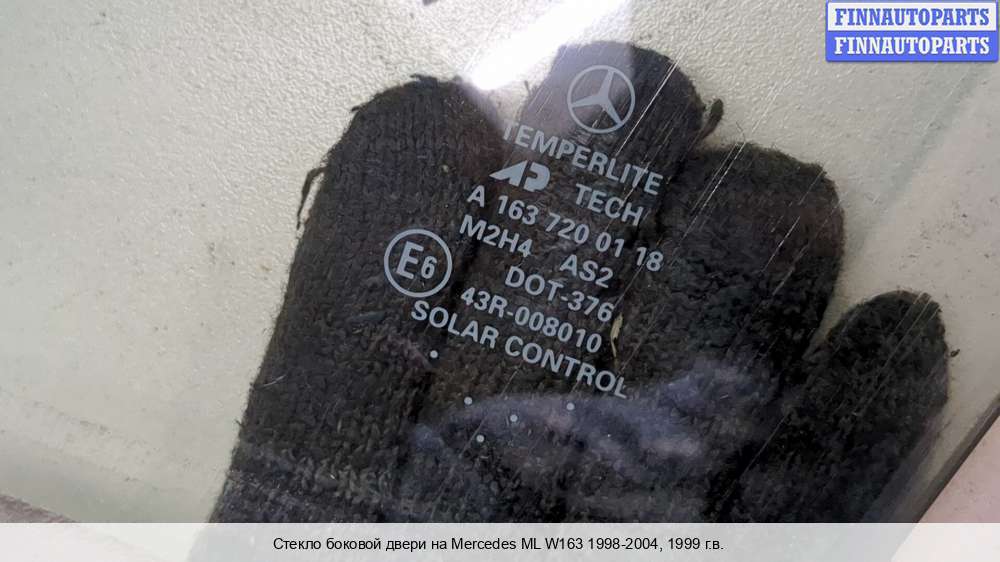 FINNAUTOPARTS
FINNAUTOPARTS
TEMPERLITE
AP TECH
A 163 720 01 18
M2H4 AS2
E6 DOT-376
43R-008010
SOLAR CONTROL
Стекло боковой двери на Mercedes ML W163 1998-2004, 1999 г.в.